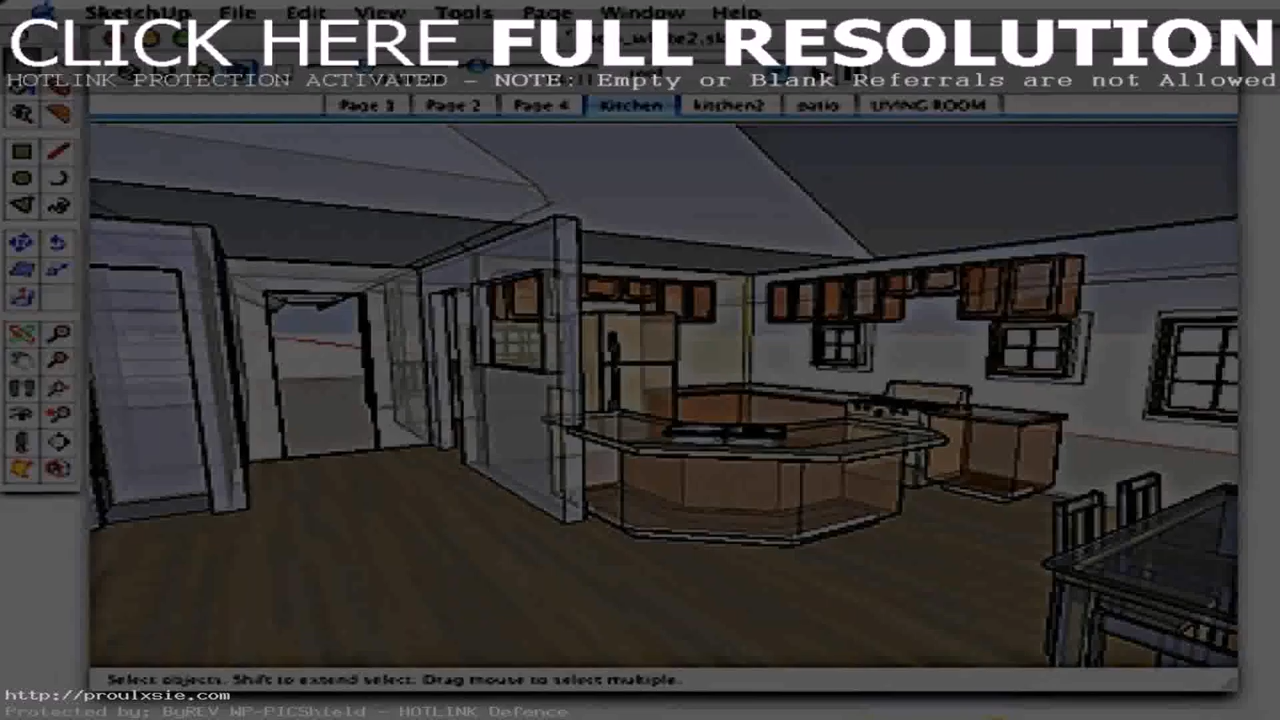 SketchUp File Edit View Tools Page Window Help
CLICK HERE FULL RESOLUTION
HOTLINK PROTECTION ACTIVATED - NOTE: Empty or Blank Referrals are not Allowed
Page 3 Page 2 Page 4 Kitchen kitchen2 patio LIVING ROOM
Select objects. Shift to extend select. Drag mouse to select multiple.
http://proulxsie.com
Protected by: ByREV WP-PICShield - HOTLINK Defence